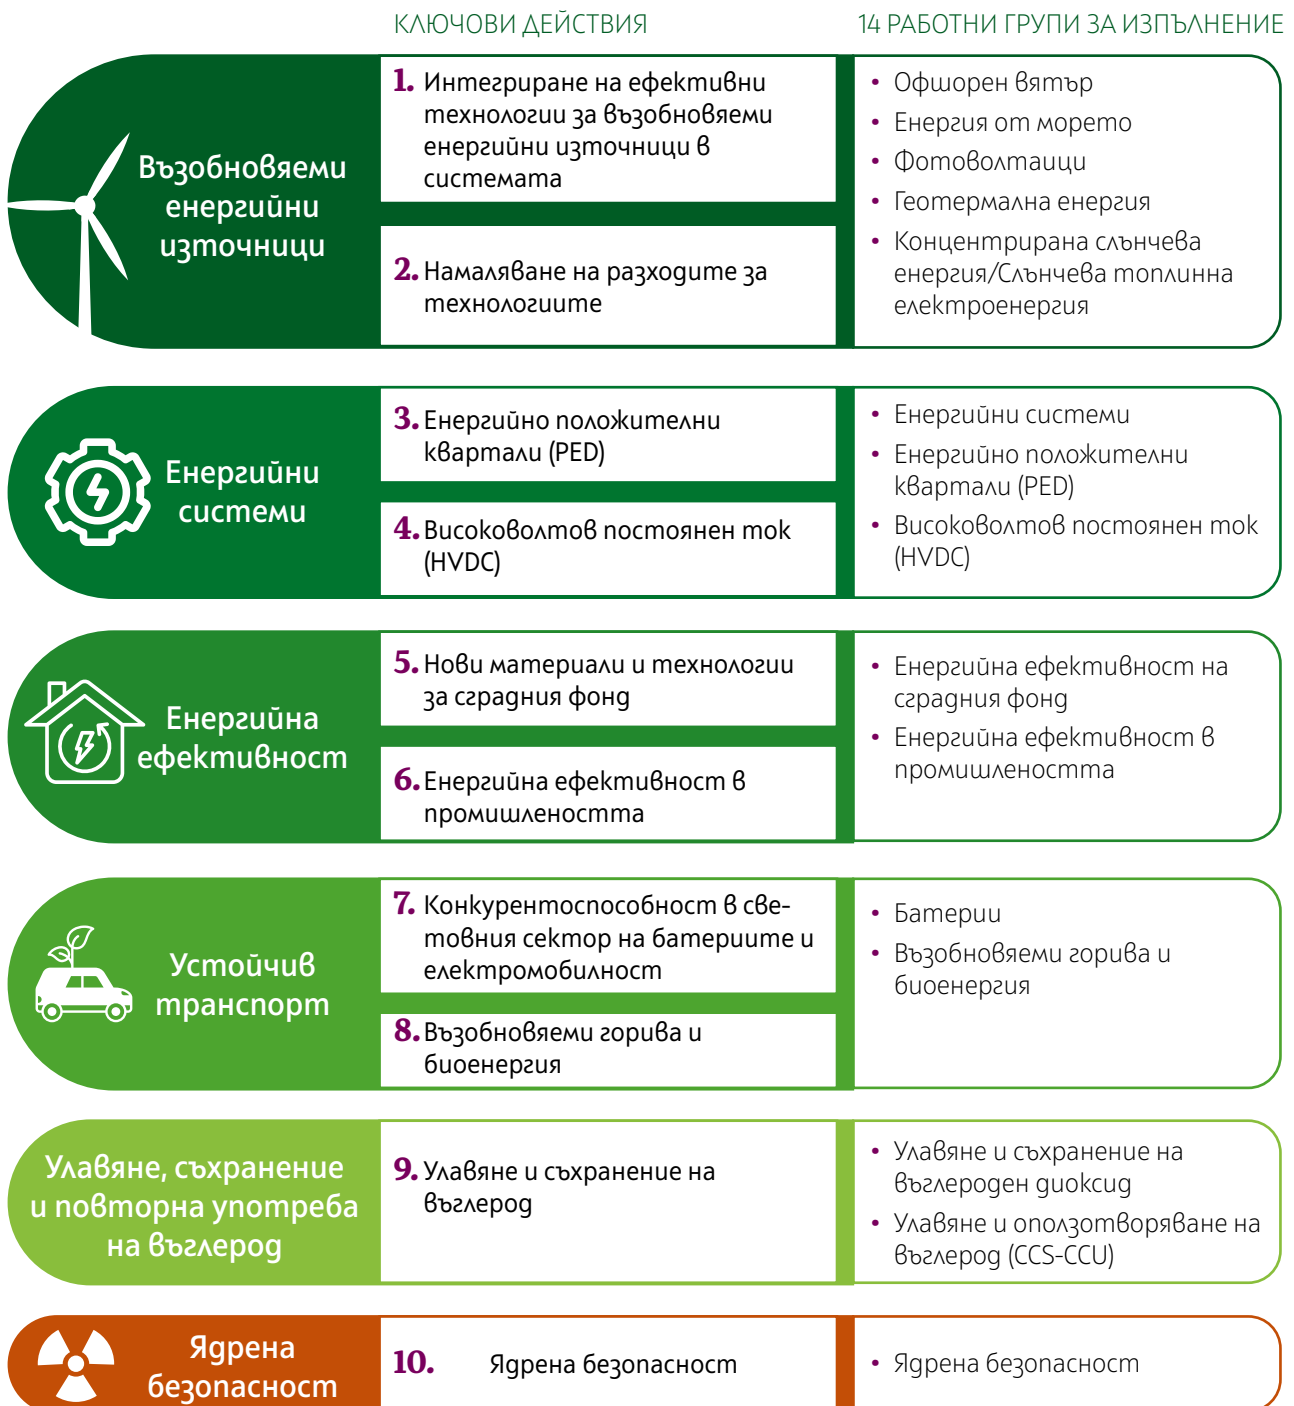 КЛЮЧОВИ ДЕЙСТВИЯ
14 РАБОТНИ ГРУПИ ЗА ИЗПЪЛНЕНИЕ
Възобновяеми
енергийни
източници
1. Интегриране на ефективни
технологии за възобновяеми
енергийни източници в
системата
2. Намаляване на разходите за
технологиите
• Офшорен вятър
• Енергия от морето
• Фотоволтаици
• Геотермална енергия
• Концентрирана слънчева
енергия/Слънчева топлинна
електроенергия
Енергийни
системи
3. Енергийно положителни
квартали (PED)
4. Високоволтов постоянен ток
(HVDC)
• Енергийни системи
• Енергийно положителни
квартали (PED)
• Високоволтов постоянен ток
(HVDC)
Енергийна
ефективност
5. Нови материали и технологии
за сградния фонд
6. Енергийна ефективност в
промишлеността
• Енергийна ефективност на
сградния фонд
• Енергийна ефективност в
промишлеността
Устойчив
транспорт
7. Конкурентоспособност в све-
товния сектор на батериите и
електромобилност
8. Възобновяеми горива и
биоенергия
• Батерии
• Възобновяеми горива и
биоенергия
Улавяне, съхранение
и повторна употреба
на въглерод
9. Улавяне и съхранение на
въглерод
• Улавяне и съхранение на
въглероден диоксид
• Улавяне и оползотворяване на
въглерод (CCS-CCU)
Ядрена
безопасност
10. Ядрена безопасност
• Ядрена безопасност